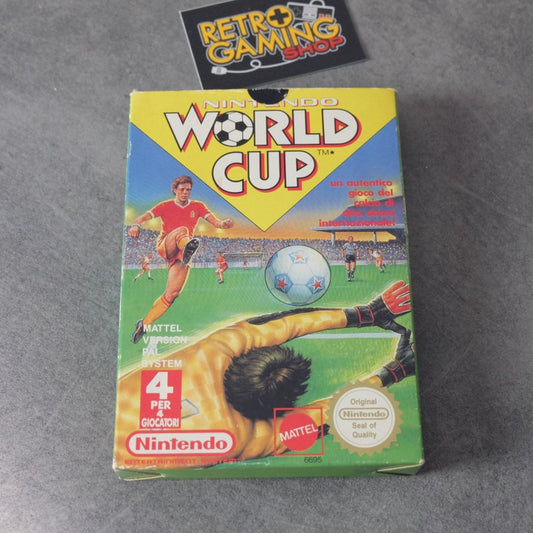 RETRO
GAMING
SHOP
NINTENDO
WORLD
CUP
TM*
un autentico
gioco del
calcio di
internazionale!
MATTEL
VERSION
PAL
SYSTEM
4
PER
4
GIOCATORI
Nintendo
ENTERTAINMENT
MATTEL
6695
Original
Nintendo
Seal of
Quality